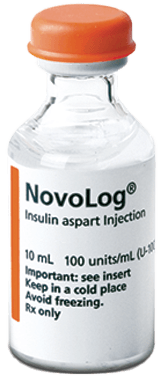 NovoLog®
Insulin aspart Injection
10 mL 100 units/mL (U-100
Important: see insert
Keep in a cold place
Avoid freezing.
Rx only